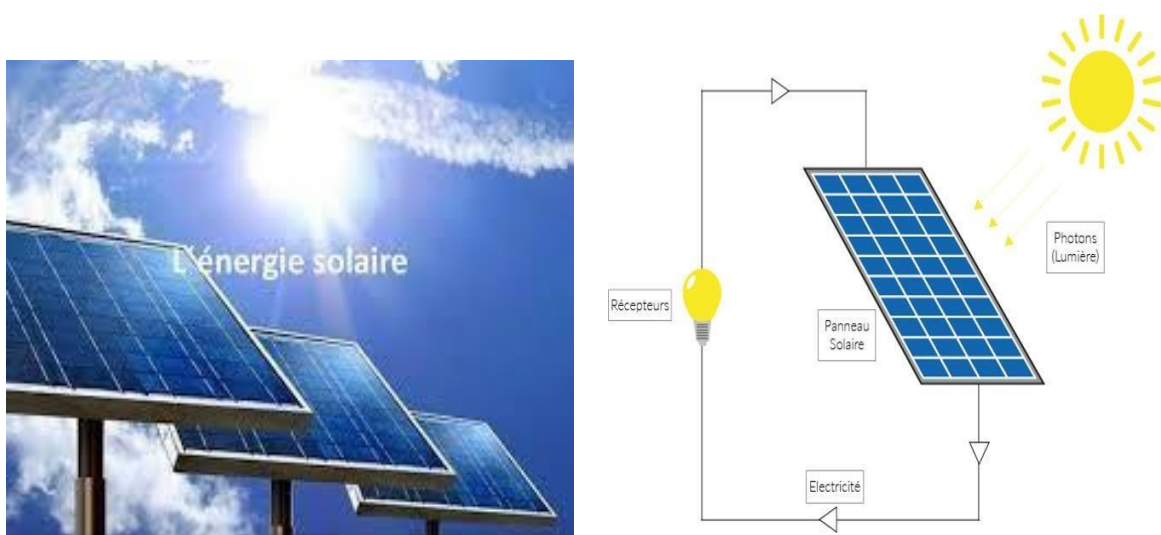 L'énergie solaire
Photons
(Lumière)
Récepteurs
Panneau
Solaire
Electricité